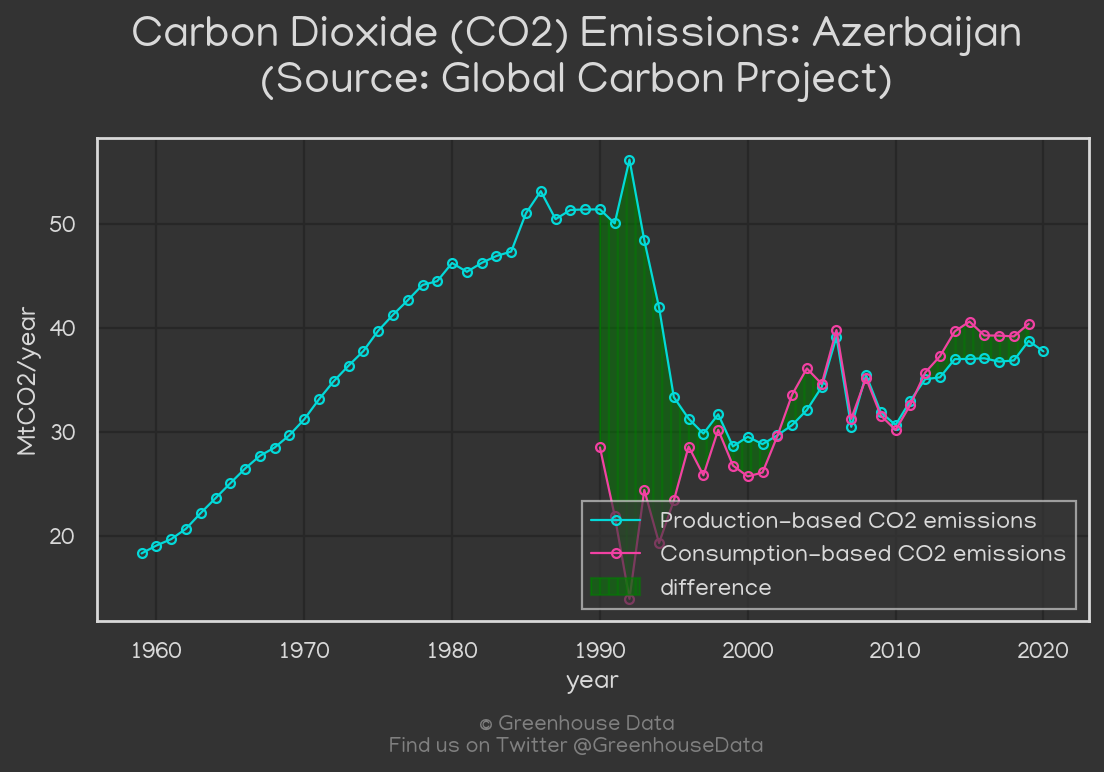 Carbon Dioxide (CO2) Emissions: Azerbaijan
(Source: Global Carbon Project)
MtCO2/year
50
40
30
20
Production-based CO2 emissions
Consumption-based CO2 emissions
difference
1960 1970 1980 1990 2000 2010 2020
year
© Greenhouse Data
Find us on Twitter @GreenhouseData